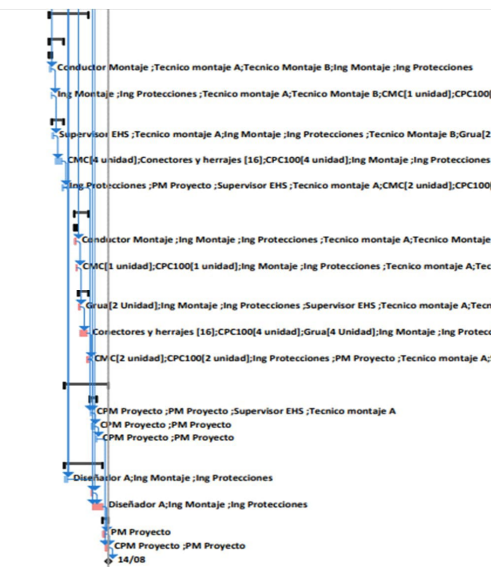 Conductor Montaje ;Tecnico montaje A;Tecnico Montaje B;Ing Montaje ;Ing Protecciones
Ing Montaje ;Ing Protecciones ;Tecnico montaje A;Tecnico Montaje B;CMC[1 unidad];CPC100[
Supervisor EHS ;Tecnico montaje A;Ing Montaje ;Ing Protecciones ;Tecnico Montaje B;Grua[2
CMC[4 unidad];Conectores y herrajes [16];CPC100[4 unidad];Ing Montaje ;Ing Protecciones
Ing Protecciones ;PM Proyecto ;Supervisor EHS ;Tecnico montaje A;CMC[2 unidad];CPC100
Conductor Montaje ;Ing Montaje ;Ing Protecciones ;Tecnico montaje A;Tecnico Montaje
CMC[1 unidad];CPC100[1 unidad];Ing Montaje ;Ing Protecciones ;Tecnico montaje A;Tec
Grua[2 Unidad];Ing Montaje ;Ing Protecciones ;Supervisor EHS ;Tecnico montaje A;Tecn
Conectores y herrajes [16];CPC100[4 unidad];Grua[4 Unidad];Ing Montaje ;Ing Protec
CMC[2 unidad];CPC100[2 unidad];Ing Protecciones ;PM Proyecto ;Tecnico montaje A;
CPM Proyecto ;PM Proyecto ;Supervisor EHS ;Tecnico montaje A
CPM Proyecto ;PM Proyecto
CPM Proyecto ;PM Proyecto
Diseñador A;Ing Montaje ;Ing Protecciones
Diseñador A;Ing Montaje ;Ing Protecciones
PM Proyecto
CPM Proyecto ;PM Proyecto
14/08